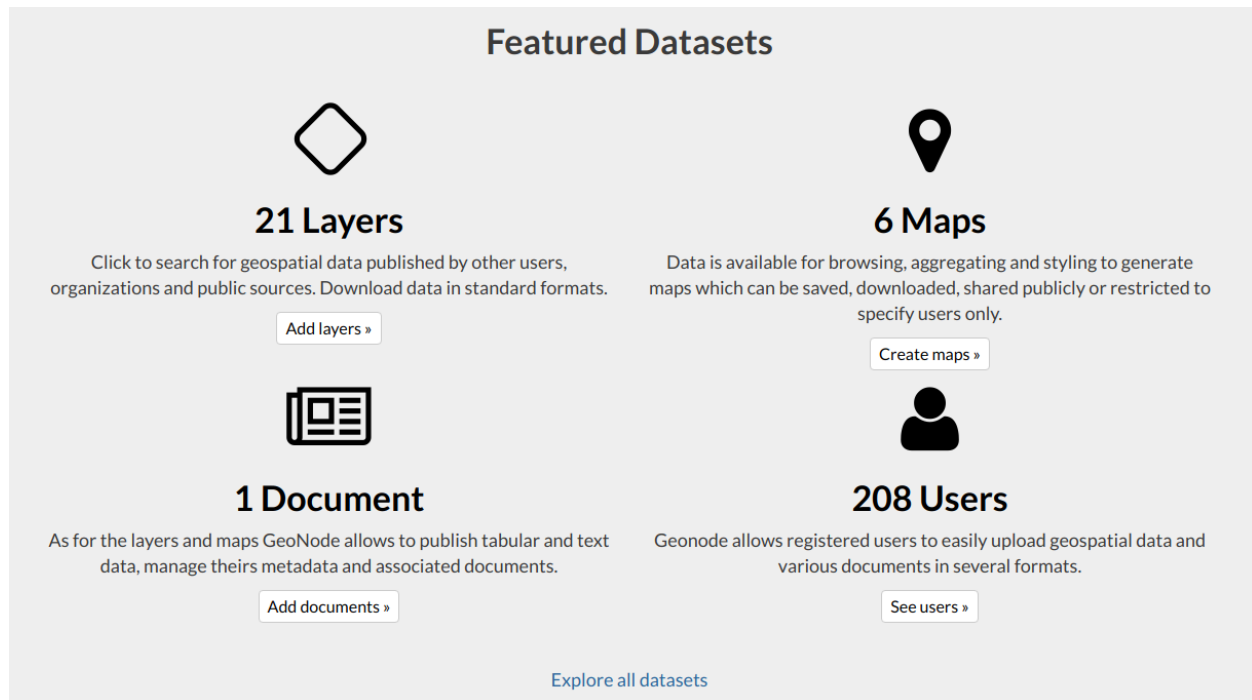 Featured Datasets
21 Layers
Click to search for geospatial data published by other users,
organizations and public sources. Download data in standard formats.
Add layers »
6 Maps
Data is available for browsing, aggregating and styling to generate
maps which can be saved, downloaded, shared publicly or restricted to
specify users only.
Create maps »
1 Document
As for the layers and maps GeoNode allows to publish tabular and text
data, manage theirs metadata and associated documents.
Add documents »
208 Users
Geonode allows registered users to easily upload geospatial data and
various documents in several formats.
See users »
Explore all datasets